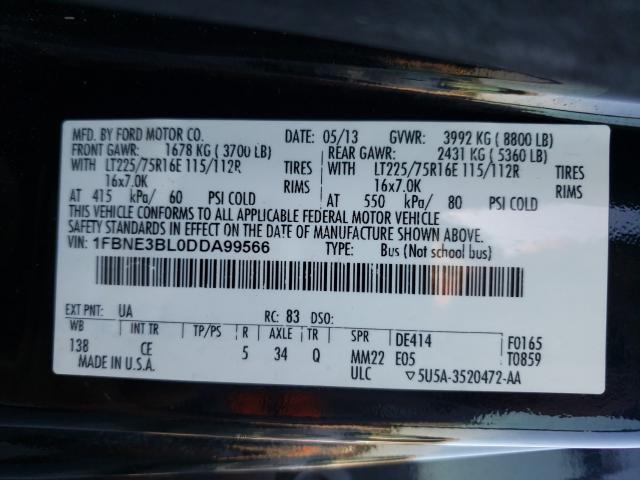 MFD. BY FORD MOTOR CO. DATE: 05/13 GVWR: 3992 KG ( 8800 LB)
FRONT GAWR: 1678 KG ( 3700 LB) REAR GAWR: 2431 KG ( 5360 LB)
WITH LT225/75R16E 115/112R TIRES WITH LT225/75R16E 115/112R TIRES
16x7.0K RIMS 16x7.0K RIMS
AT 415 kPa/ 60 PSI COLD AT 550 kPa/ 80 PSI COLD
THIS VEHICLE CONFORMS TO ALL APPLICABLE FEDERAL MOTOR VEHICLE
SAFETY STANDARDS IN EFFECT ON THE DATE OF MANUFACTURE SHOWN ABOVE.
VIN: 1FBNE3BL0DDA99566 TYPE: Bus (Not school Bus)
EXT PNT: UA RC: 83 DSO:
WB INT TR TP/PS R AXLE TR SPR DE414 F0165
138 CE 5 34 Q MM22 E05 T0859
MADE IN U.S.A. ULC ▽5U5A-3520472-AA